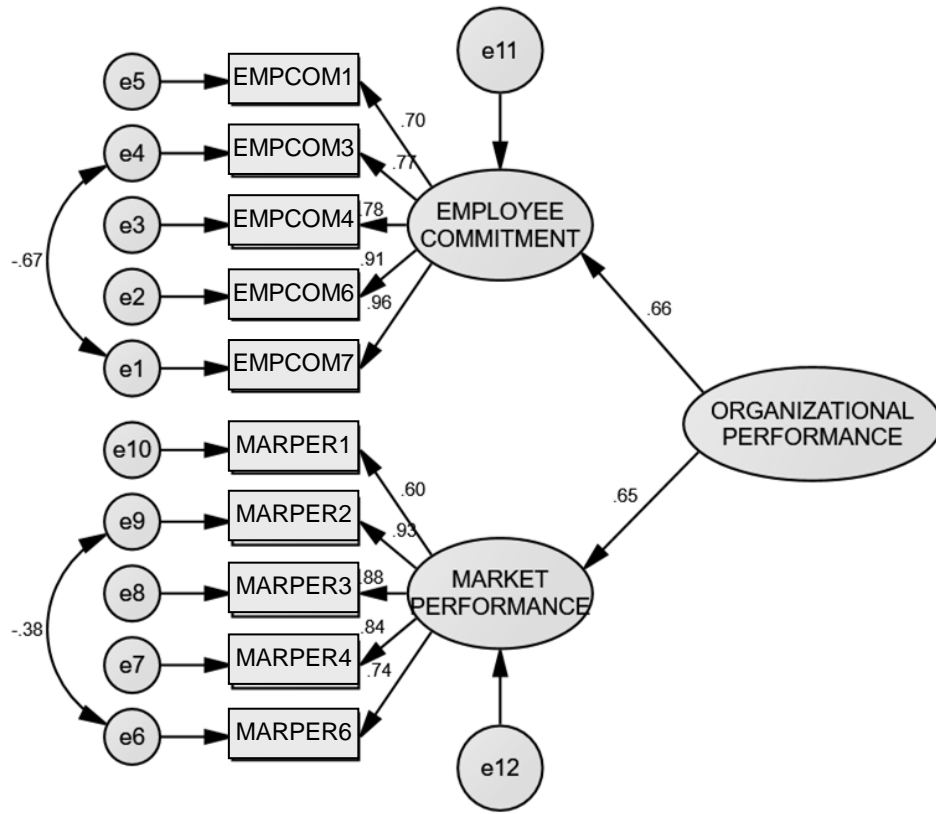 e11
e5
EMPCOM1
.70
e4
EMPCOM3
.77
e3
EMPCOM4
.78
EMPLOYEE
COMMITMENT
-.67
e2
EMPCOM6
.91
.96
e1
EMPCOM7
.66
ORGANIZATIONAL
PERFORMANCE
e10
MARPER1
.60
.65
e9
MARPER2
.93
e8
MARPER3
.88
MARKET
PERFORMANCE
-.38
e7
MARPER4
.84
.74
e6
MARPER6
e12